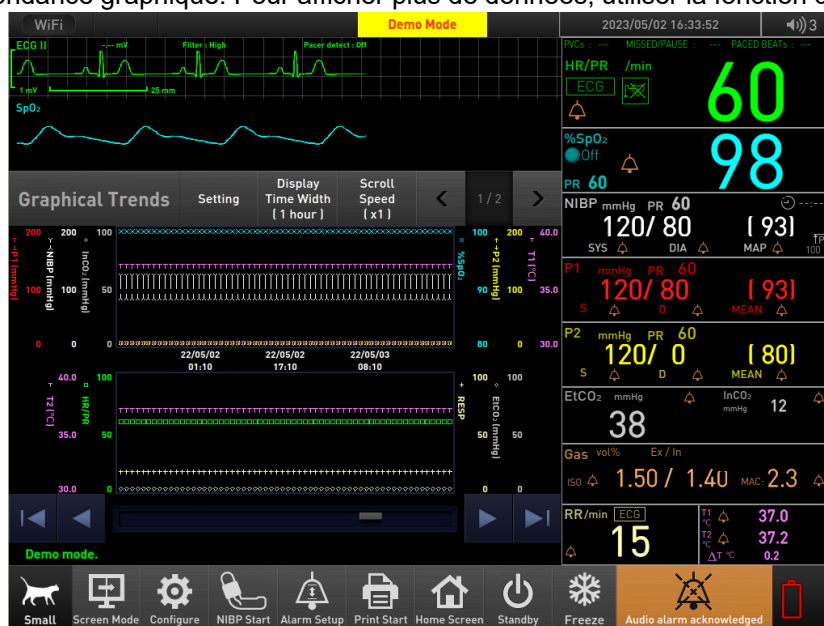 endance graphique. Pour afficher plus de données, utiliser la fonction d
WiFi
Demo Mode
2023/05/02 16:33:52
3
ECG II
-.-- mV
Filter : High
Pacer detect : Off
1 mV
25 mm
SpO₂
PVCs : --- MISSED/PAUSE : --- PACED BEATs : ---
HR/PR /min
ECG
60
%SpO₂
Off
PR 60
98
Graphical Trends
Setting
Display
Time Width
( 1 hour )
Scroll
Speed
( x1 )
1 / 2
NIBP mmHg PR 60
--:--
120/ 80 ( 93)
SYS DIA MAP
100
P1 mmHg PR 60
120/ 80 ( 93)
S D MEAN
P2 mmHg PR 60
120/ 0 ( 80)
S D MEAN
EtCO₂ mmHg
38
InCO₂
mmHg
12
Gas vol% Ex / In
ISO 1.50 / 1.40 MAC: 2.3
RR/min ECG
15
T1
°C
37.0
T2
°C
37.2
ΔT °C 0.2
P1 [mmHg]
200
100
0
NIBP [mmHg]
200
100
0
InCO₂ [mmHg]
100
50
0
%SpO₂
100
90
80
P2 [mmHg]
200
100
0
T1 (°C)
40.0
35.0
30.0
22/05/02
01:10
22/05/02
17:10
22/05/03
08:10
T2 (°C)
40.0
35.0
30.0
HR/PR
100
50
0
RESP
100
50
0
EtCO₂ [mmHg]
100
50
0
Demo mode.
Small
Screen Mode
Configure
NIBP Start
Alarm Setup
Print Start
Home Screen
Standby
Freeze
Audio alarm acknowledged